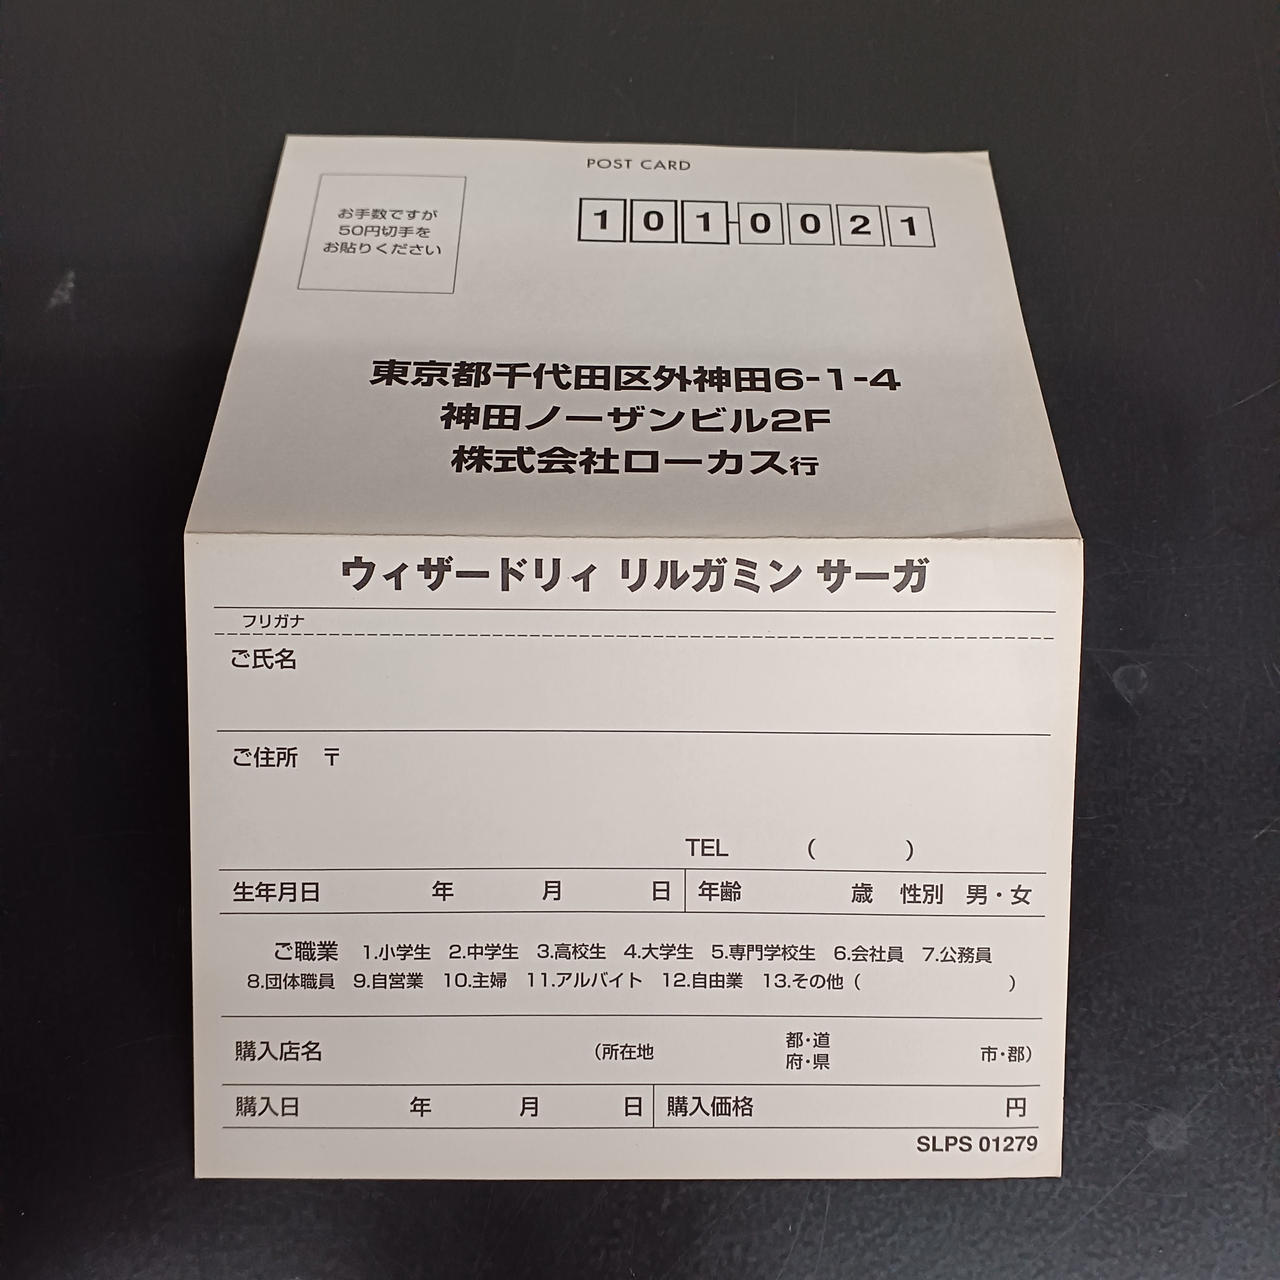 POST CARD
お手数ですが
50円切手を
お貼りください
101-0021
東京都千代田区外神田6-1-4
神田ノーザンビル2F
株式会社ローカス行
ウィザードリィ リルガミン サーガ
フリガナ
ご氏名
ご住所 〒
TEL ( )
生年月日 年 月 日 年齢 歳 性別 男・女
ご職業 1.小学生 2.中学生 3.高校生 4.大学生 5.専門学校生 6.会社員 7.公務員
8.団体職員 9.自営業 10.主婦 11.アルバイト 12.自由業 13.その他 ( )
購入店名 (所在地 都・道 府・県 市・郡)
購入日 年 月 日 購入価格 円
SLPS 01279